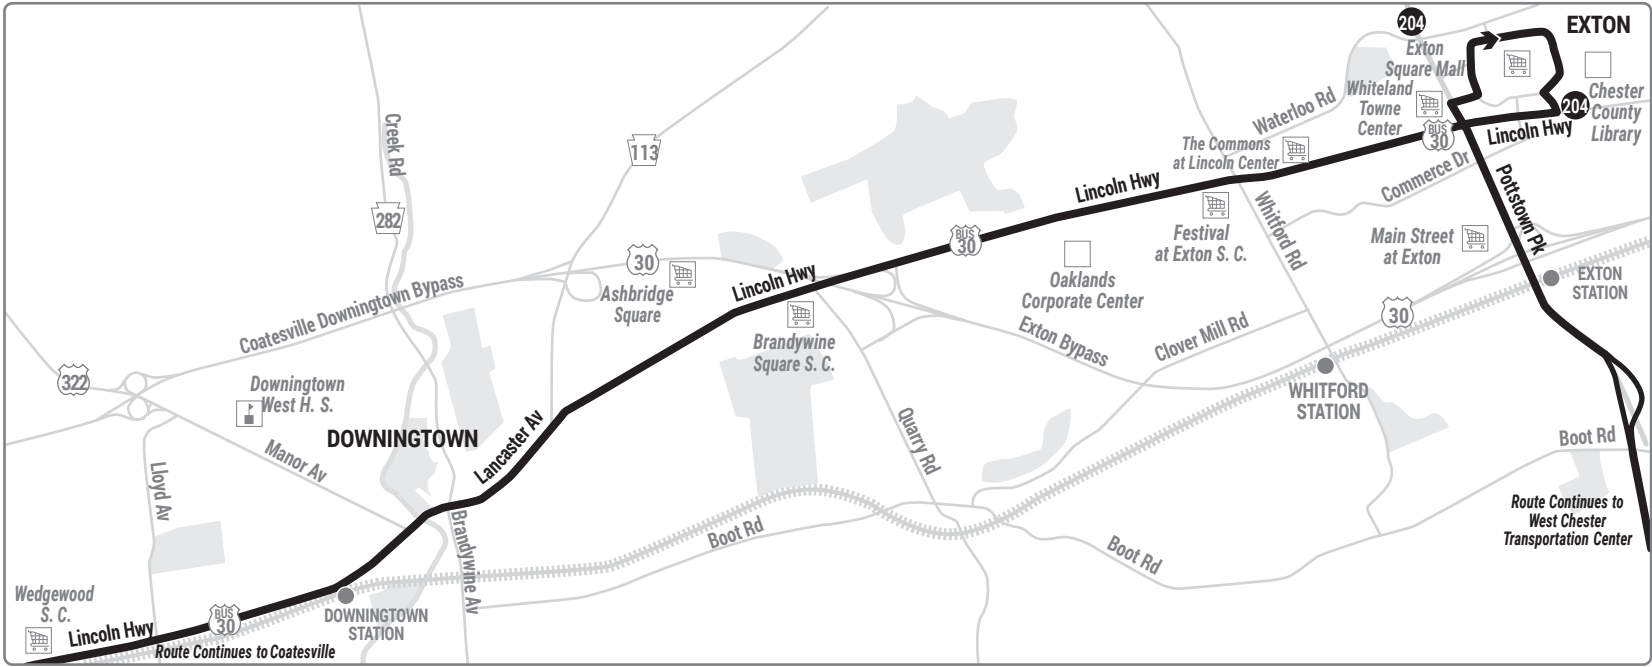 204
EXTON
Exton
Square Mall
Whiteland
Towne
Center
204
Chester
County
Library
Waterloo Rd
BUS
30
Lincoln Hwy
The Commons
at Lincoln Center
Commerce Dr
Pottstown Pk
Creek Rd
113
282
Lincoln Hwy
Whitford Rd
Festival
at Exton S. C.
Main Street
at Exton
BUS
30
Oaklands
Corporate Center
EXTON
STATION
30
Ashbridge
Square
Lincoln Hwy
Coatesville Downingtown Bypass
Brandywine
Square S. C.
Exton Bypass
Clover Mill Rd
30
322
Downingtown
West H. S.
WHITFORD
STATION
DOWNINGTOWN
Manor Av
Lancaster Av
Quarry Rd
Boot Rd
Lloyd Av
Brandywine Av
Boot Rd
Boot Rd
Route Continues to
West Chester
Transportation Center
Wedgewood
S. C.
Lincoln Hwy
BUS
30
DOWNINGTOWN
STATION
Route Continues to Coatesville